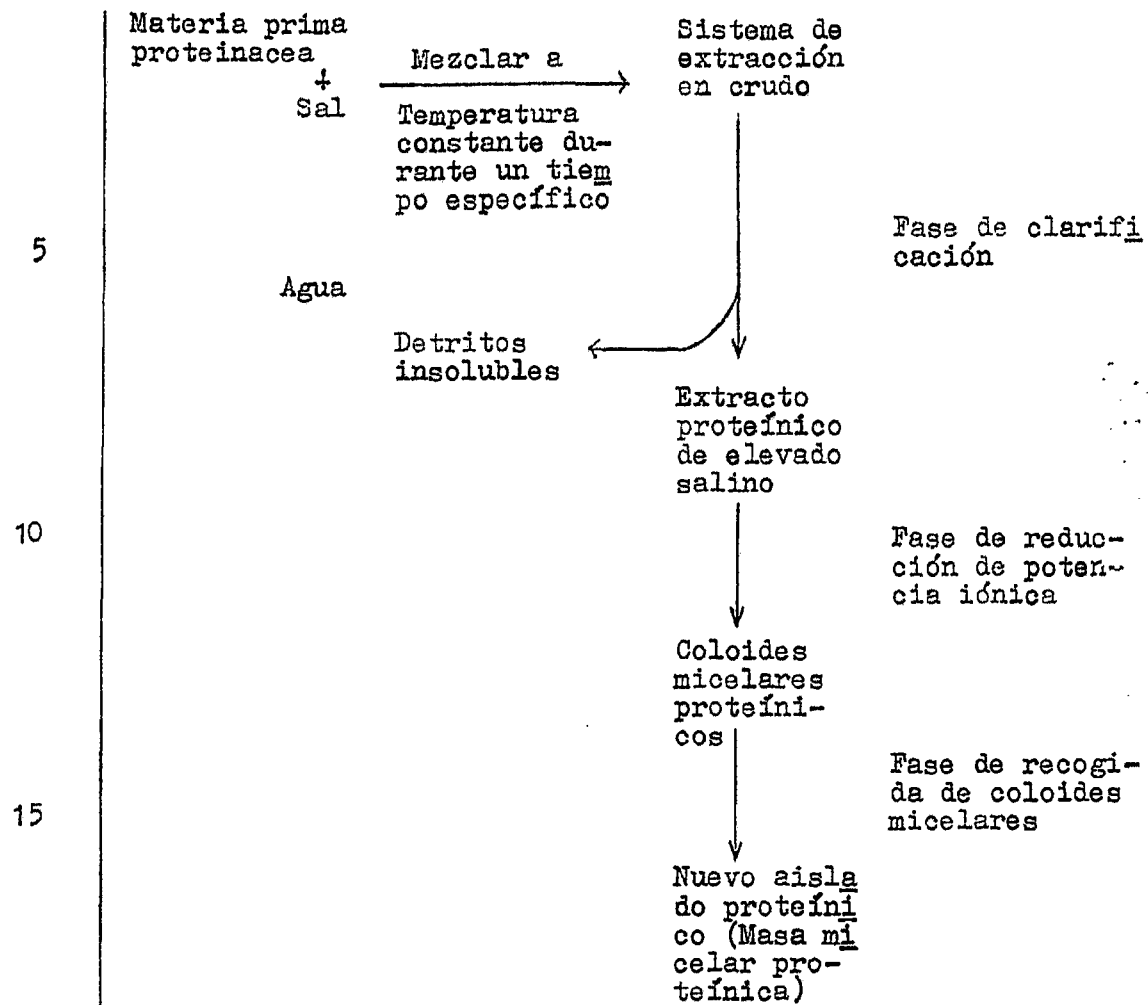 Materia prima
proteinacea
+
Sal
Mezclar a
Temperatura
constante du-
rante un tiem
po específico
Sistema de
extracción
en crudo
5
Fase de clarifi
cación
Agua
Detritos
insolubles
Extracto
proteínico
de elevado
salino
10
Fase de reduc-
ción de poten-
cia iónica
Coloides
micelares
proteíni-
cos
Fase de recogi-
da de coloides
micelares
15
Nuevo aisla
do proteíni
co (Masa mi
celar pro-
teínica)